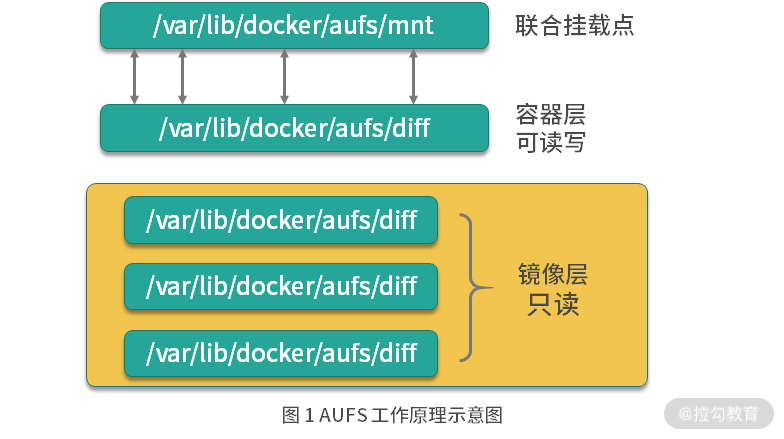 /var/lib/docker/aufs/mnt
联合挂载点
/var/lib/docker/aufs/diff
容器层
可读写
/var/lib/docker/aufs/diff
/var/lib/docker/aufs/diff
/var/lib/docker/aufs/diff
镜像层
只读
图 1 AUFS 工作原理示意图
@拉勾教育